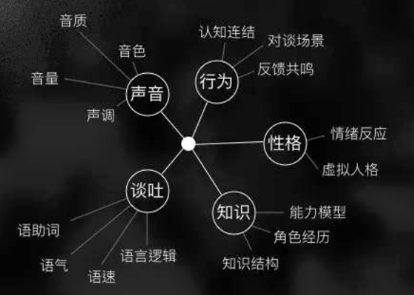 音质
音色
音量
声调
声音
认知连结
对谈场景
反馈共鸣
行为
性格
情绪反应
虚拟人格
谈吐
语助词
语气
语速
语言逻辑
知识
能力模型
角色经历
知识结构